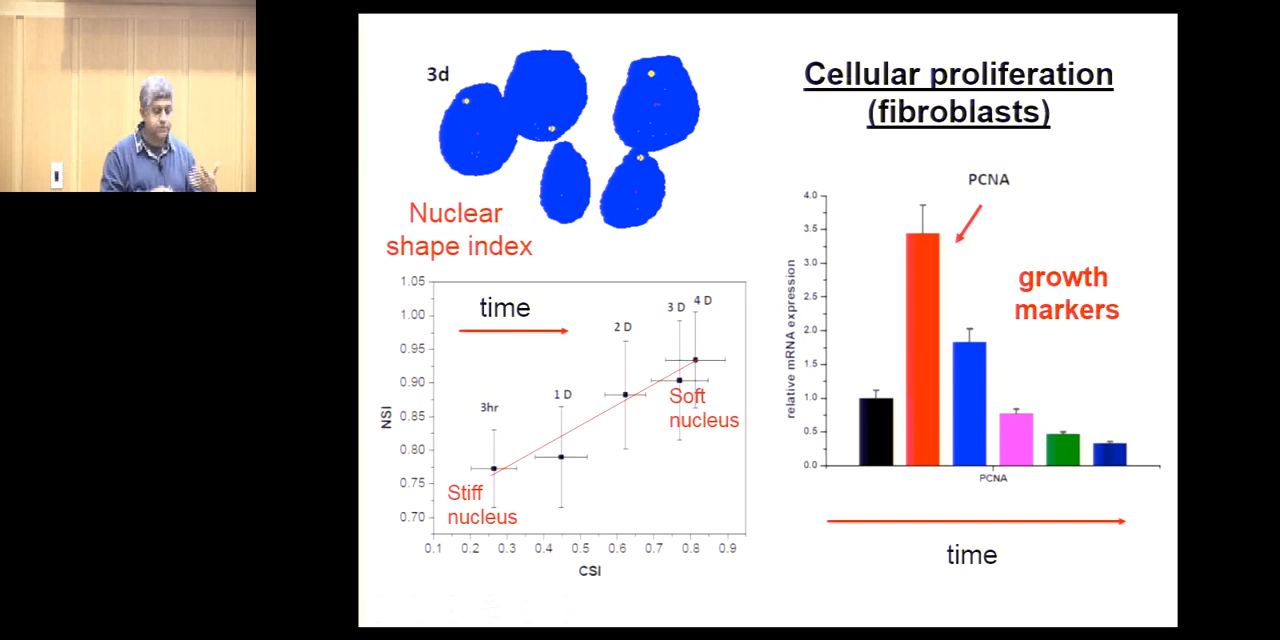 3d
Cellular proliferation
(fibroblasts)
Nuclear
shape index
1.05
1.00
0.95
0.90
0.85
0.80
0.75
0.70
NSI
time
3hr
1 D
2 D
3 D
4 D
Soft
nucleus
Stiff
nucleus
0.1 0.2 0.3 0.4 0.5 0.6 0.7 0.8 0.9
CSI
PCNA
growth
markers
4.0
3.5
3.0
2.5
2.0
1.5
1.0
0.5
0.0
relative mRNA expression
PCNA
time